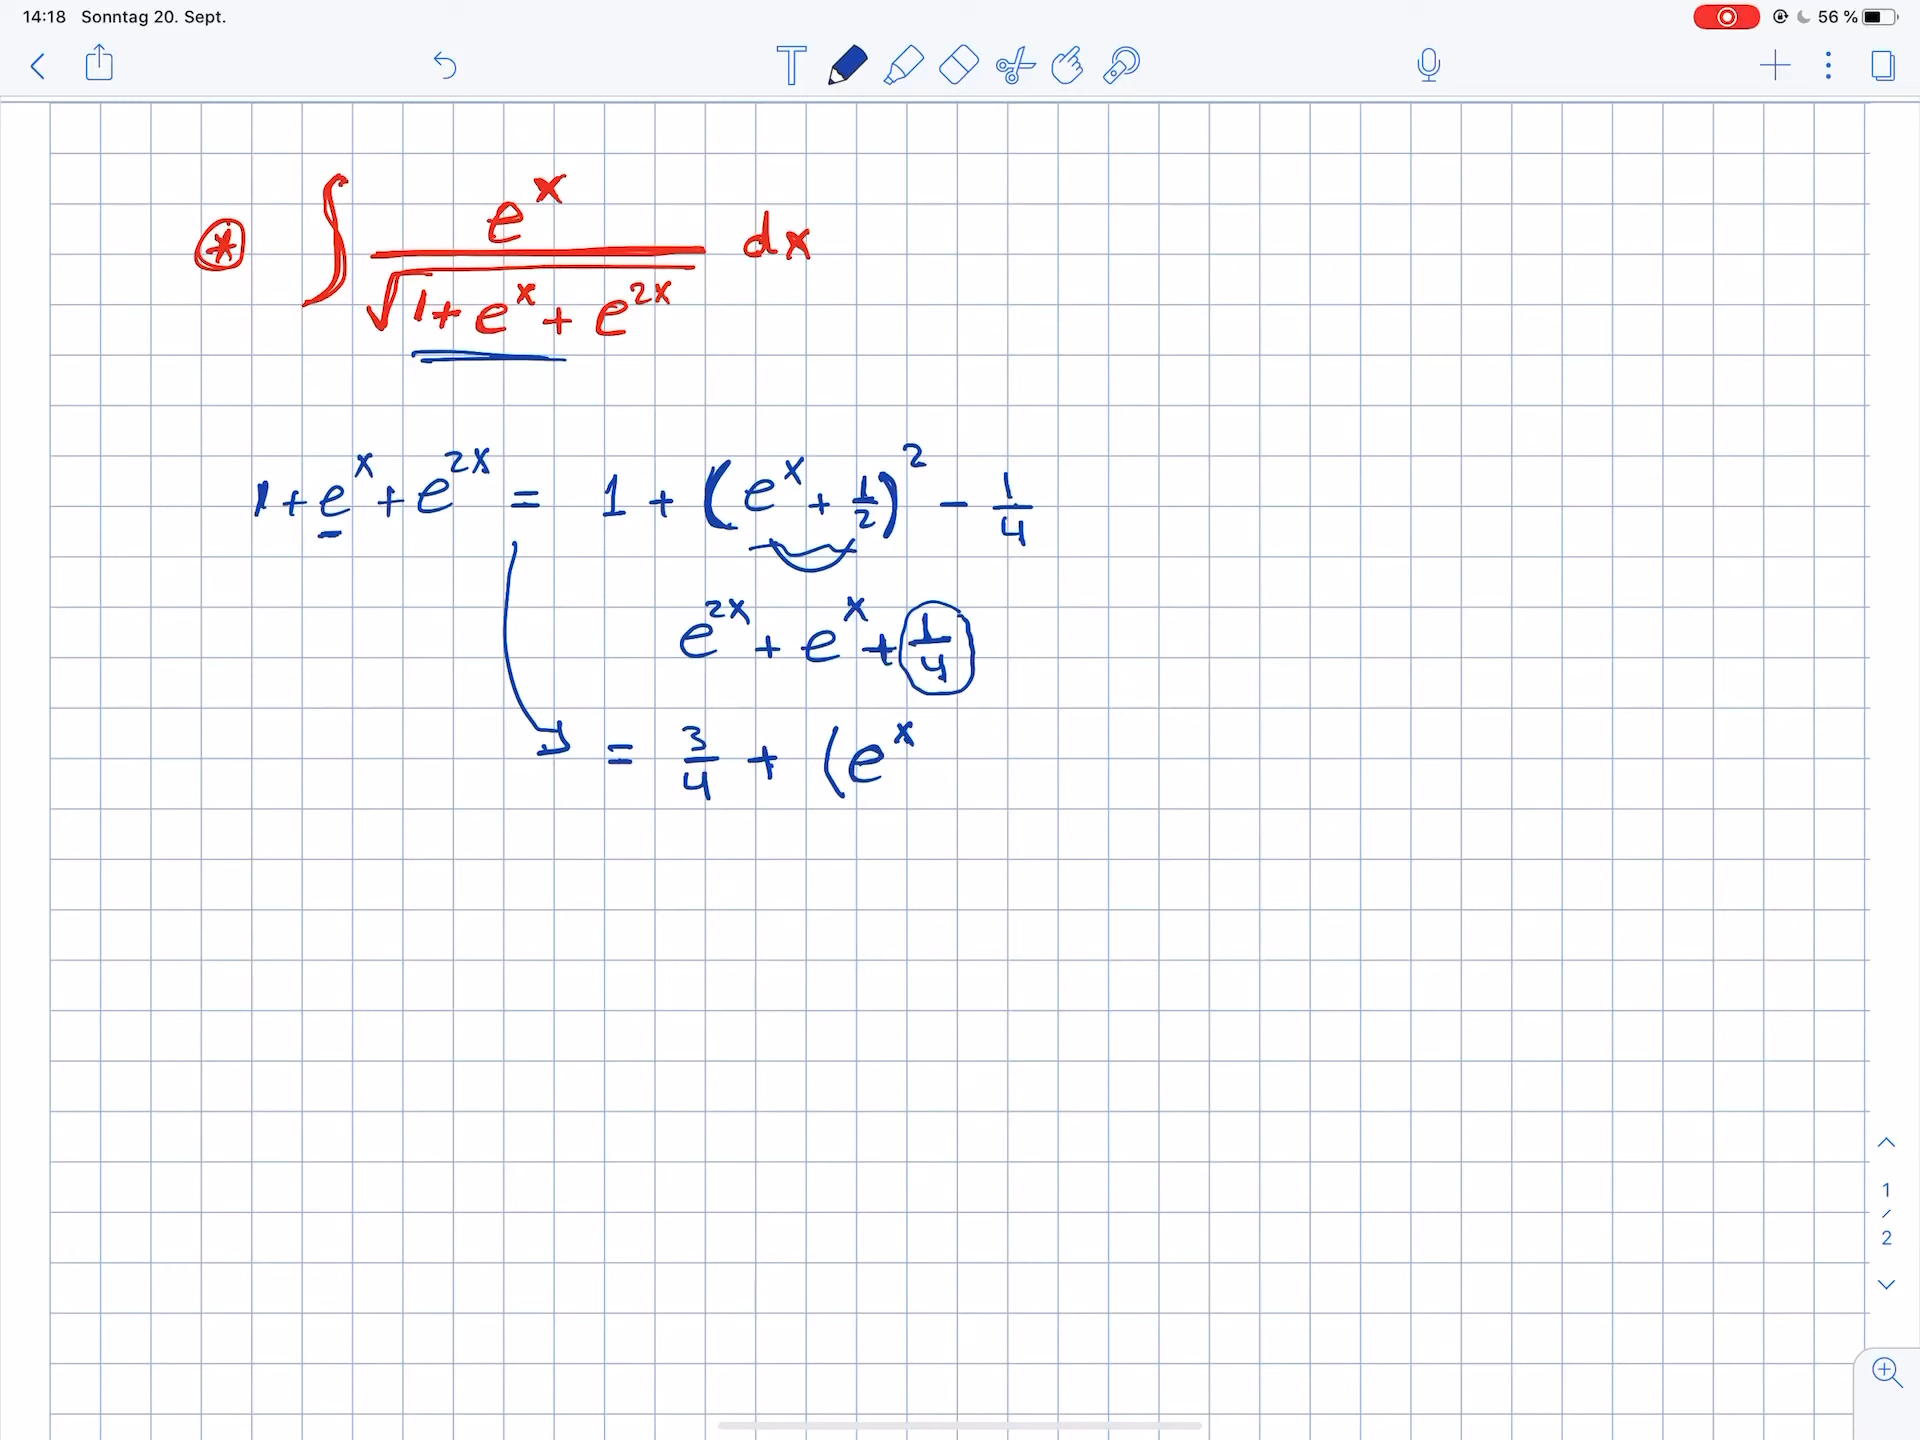 14:18 Sonntag 20. Sept. 56 %
T
* ∫ e^x / √(1 + e^x + e^{2x}) dx
1 + e^x + e^{2x} = 1 + (e^x + 1/2)^2 - 1/4
e^{2x} + e^x + 1/4
= 3/4 + (e^x
1
/
2